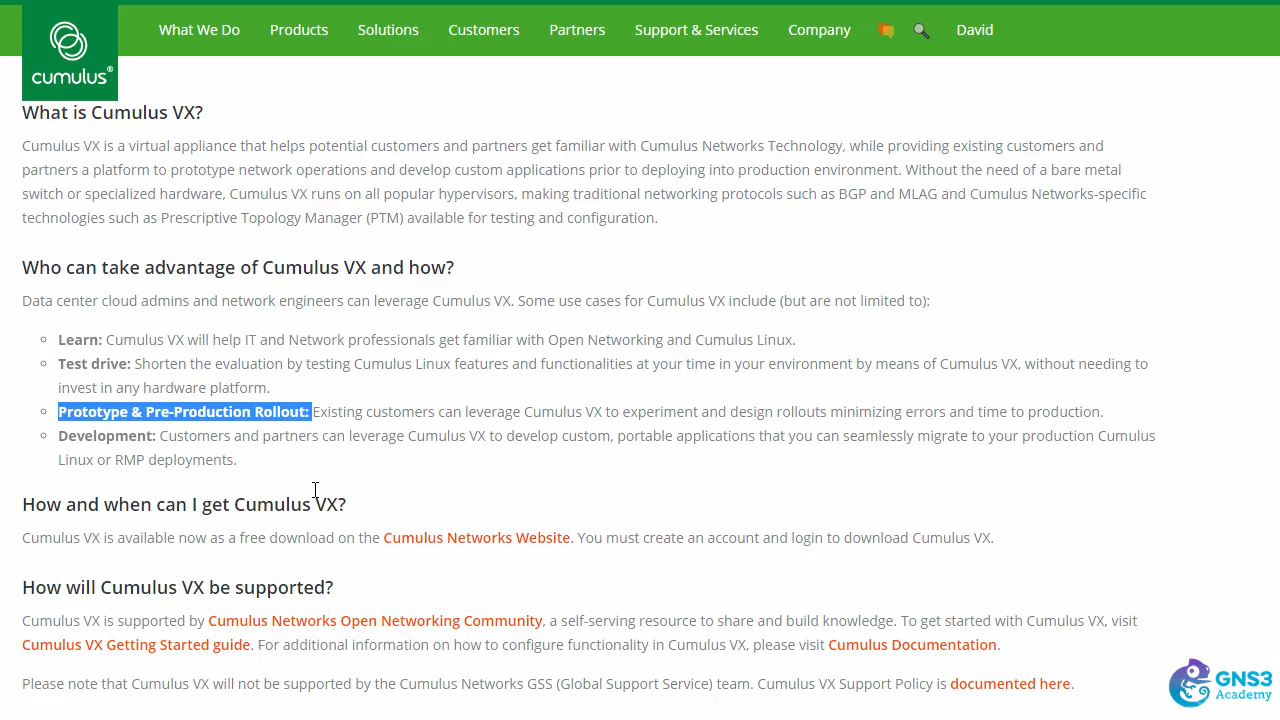 What We Do Products Solutions Customers Partners Support & Services Company David
cumulus®
What is Cumulus VX?
Cumulus VX is a virtual appliance that helps potential customers and partners get familiar with Cumulus Networks Technology, while providing existing customers and
partners a platform to prototype network operations and develop custom applications prior to deploying into production environment. Without the need of a bare metal
switch or specialized hardware, Cumulus VX runs on all popular hypervisors, making traditional networking protocols such as BGP and MLAG and Cumulus Networks-specific
technologies such as Prescriptive Topology Manager (PTM) available for testing and configuration.
Who can take advantage of Cumulus VX and how?
Data center cloud admins and network engineers can leverage Cumulus VX. Some use cases for Cumulus VX include (but are not limited to):
Learn: Cumulus VX will help IT and Network professionals get familiar with Open Networking and Cumulus Linux.
Test drive: Shorten the evaluation by testing Cumulus Linux features and functionalities at your time in your environment by means of Cumulus VX, without needing to
invest in any hardware platform.
Prototype & Pre-Production Rollout: Existing customers can leverage Cumulus VX to experiment and design rollouts minimizing errors and time to production.
Development: Customers and partners can leverage Cumulus VX to develop custom, portable applications that you can seamlessly migrate to your production Cumulus
Linux or RMP deployments.
How and when can I get Cumulus VX?
Cumulus VX is available now as a free download on the Cumulus Networks Website. You must create an account and login to download Cumulus VX.
How will Cumulus VX be supported?
Cumulus VX is supported by Cumulus Networks Open Networking Community, a self-serving resource to share and build knowledge. To get started with Cumulus VX, visit
Cumulus VX Getting Started guide. For additional information on how to configure functionality in Cumulus VX, please visit Cumulus Documentation.
Please note that Cumulus VX will not be supported by the Cumulus Networks GSS (Global Support Service) team. Cumulus VX Support Policy is documented here.
GNS3
Academy